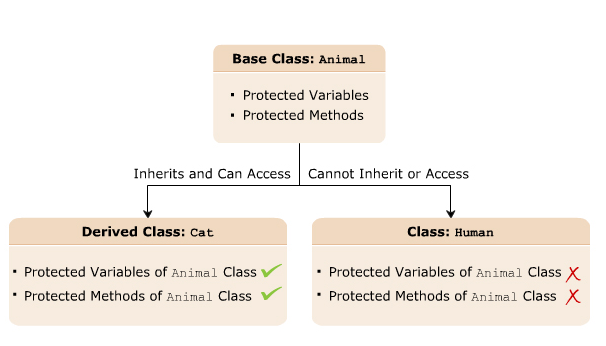 Base Class: Animal
▪ Protected Variables
▪ Protected Methods
Inherits and Can Access
Cannot Inherit or Access
Derived Class: Cat
• Protected Variables of Animal Class
• Protected Methods of Animal Class
Class: Human
• Protected Variables of Animal Class
• Protected Methods of Animal Class